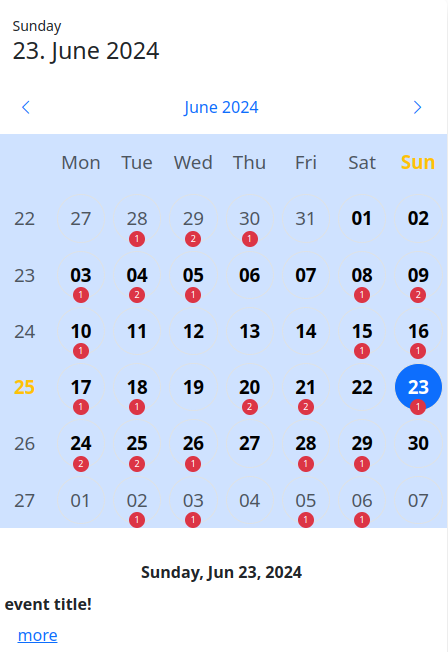 Sunday
23. June 2024
June 2024
Mon Tue Wed Thu Fri Sat Sun
22 27 28 29 30 31 01 02
1 2 1
23 03 04 05 06 07 08 09
1 2 1 1 2
24 10 11 12 13 14 15 16
1 1 1
25 17 18 19 20 21 22 23
1 1 2 2 1
26 24 25 26 27 28 29 30
2 2 1 1 1
27 01 02 03 04 05 06 07
1 1 1 1
Sunday, Jun 23, 2024
event title!
more